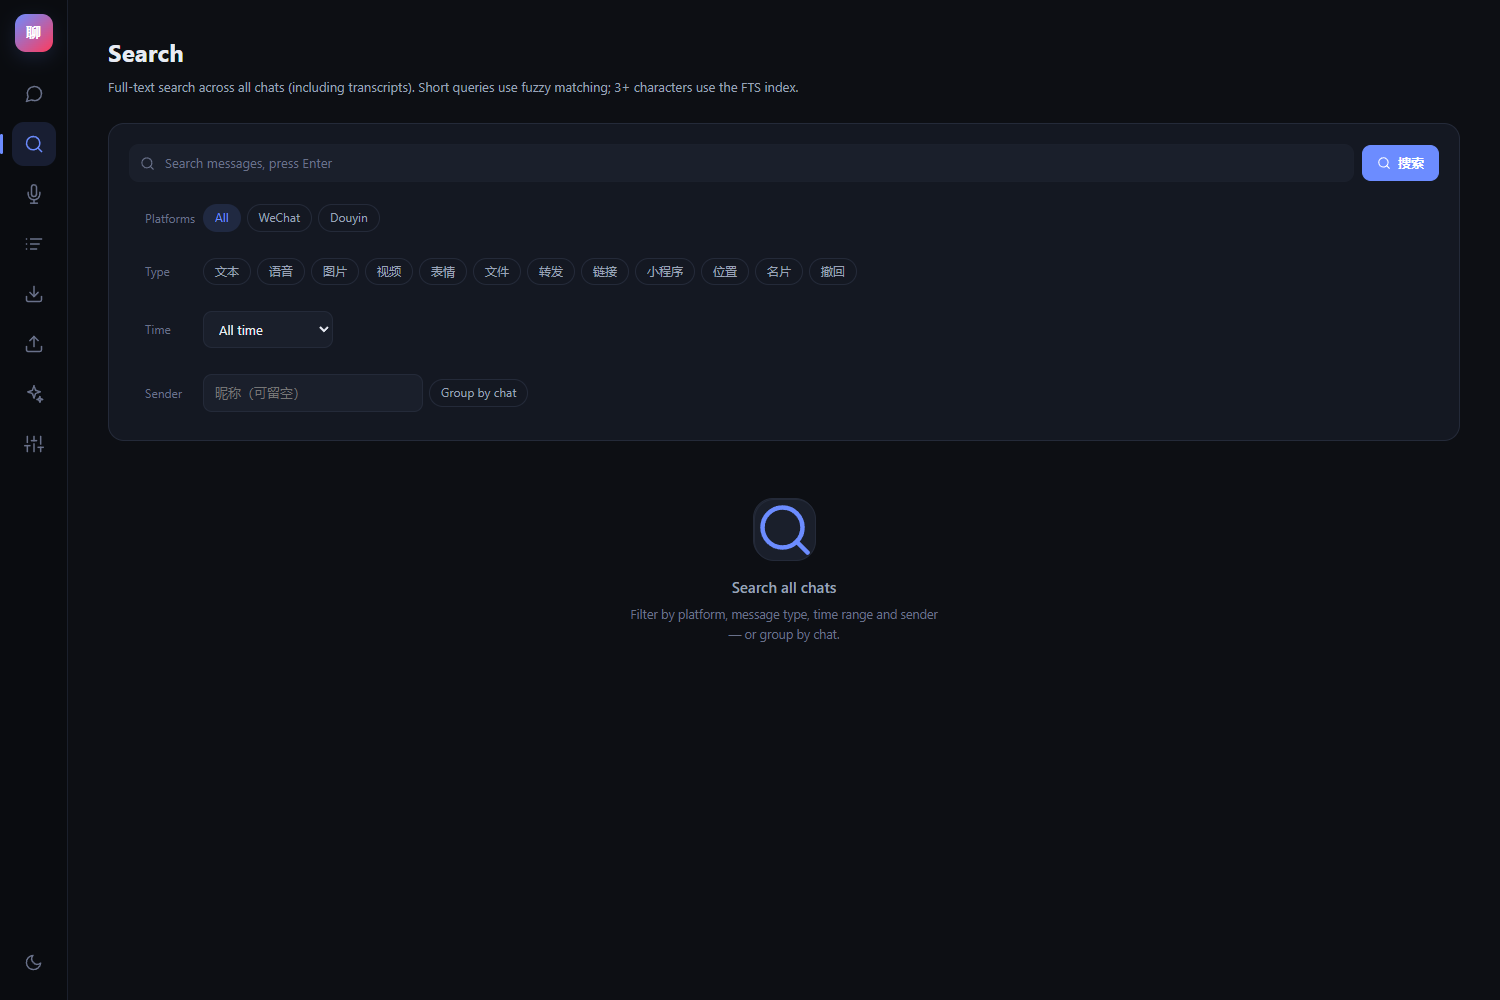 聊
Search
Full-text search across all chats (including transcripts). Short queries use fuzzy matching; 3+ characters use the FTS index.
Search messages, press Enter
搜索
Platforms All WeChat Douyin
Type 文本 语音 图片 视频 表情 文件 转发 链接 小程序 位置 名片 撤回
Time All time
Sender 昵称（可留空） Group by chat
Search all chats
Filter by platform, message type, time range and sender
— or group by chat.